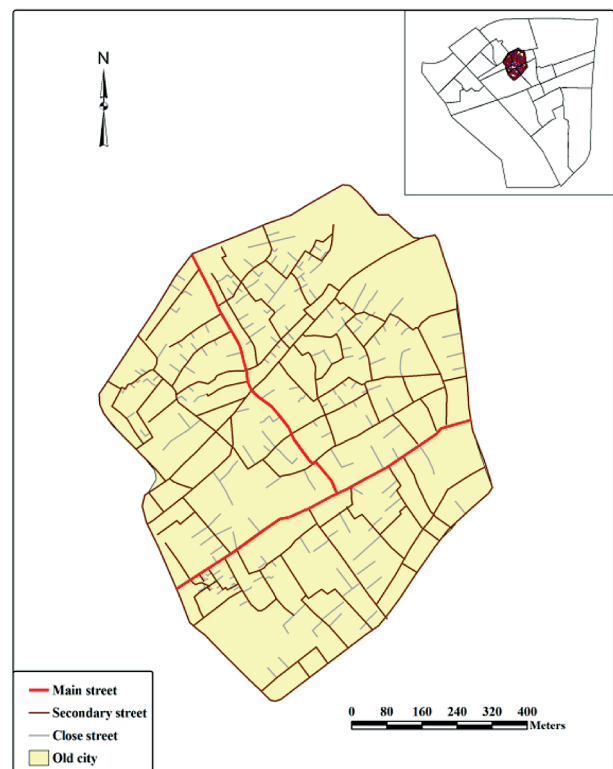 N
Main street
Secondary street
Close street
Old city
0 80 160 240 320 400
Meters